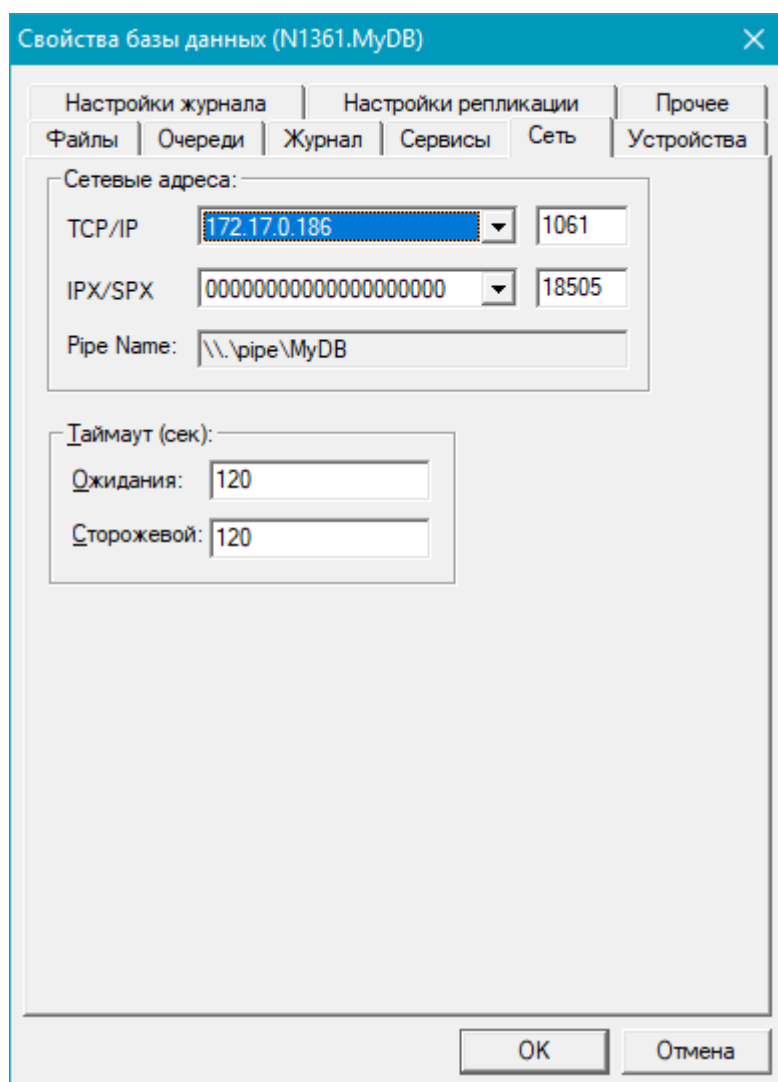 Свойства базы данных (N1361.MyDB)
Настройки журнала Настройки репликации Прочее
Файлы Очереди Журнал Сервисы Сеть Устройства
Сетевые адреса:
TCP/IP 172.17.0.186 1061
IPX/SPX 00000000000000000000 18505
Pipe Name: \\.\pipe\MyDB
Таймаут (сек):
Ожидания: 120
Сторожевой: 120
OK Отмена